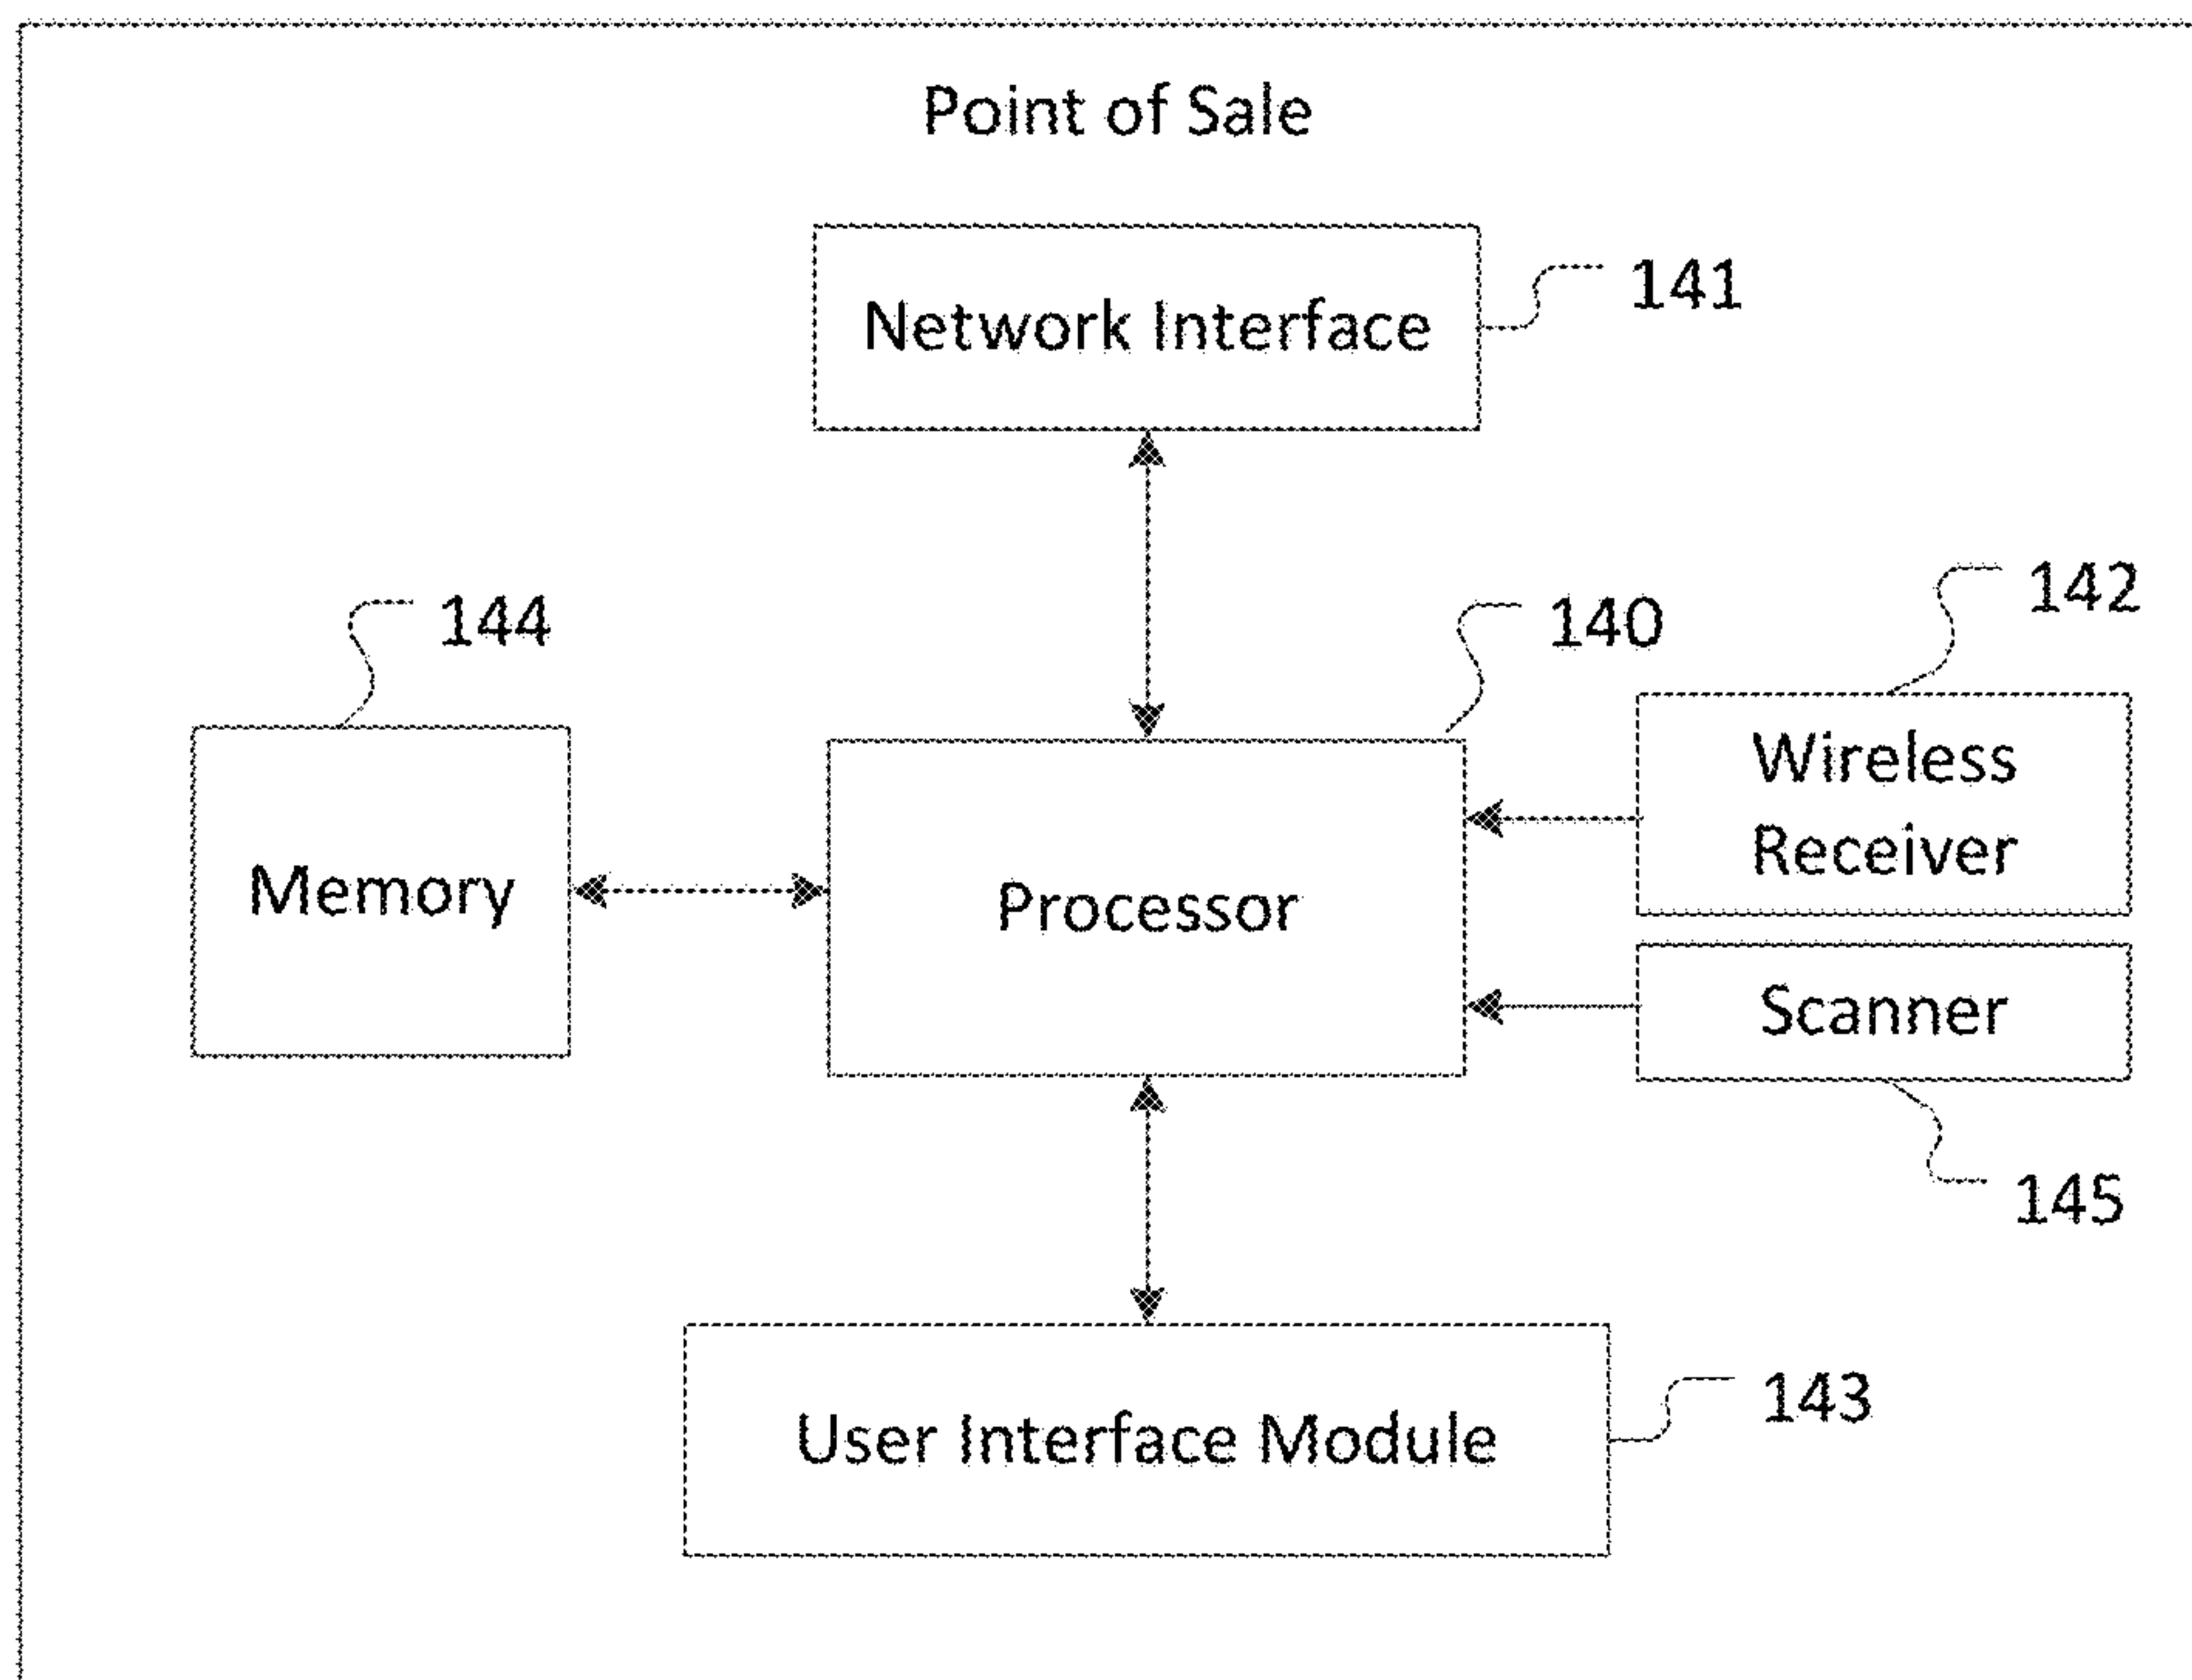 Point of Sale
Network Interface
141
144
140
142
Memory
Processor
Wireless
Receiver
Scanner
145
User Interface Module
143